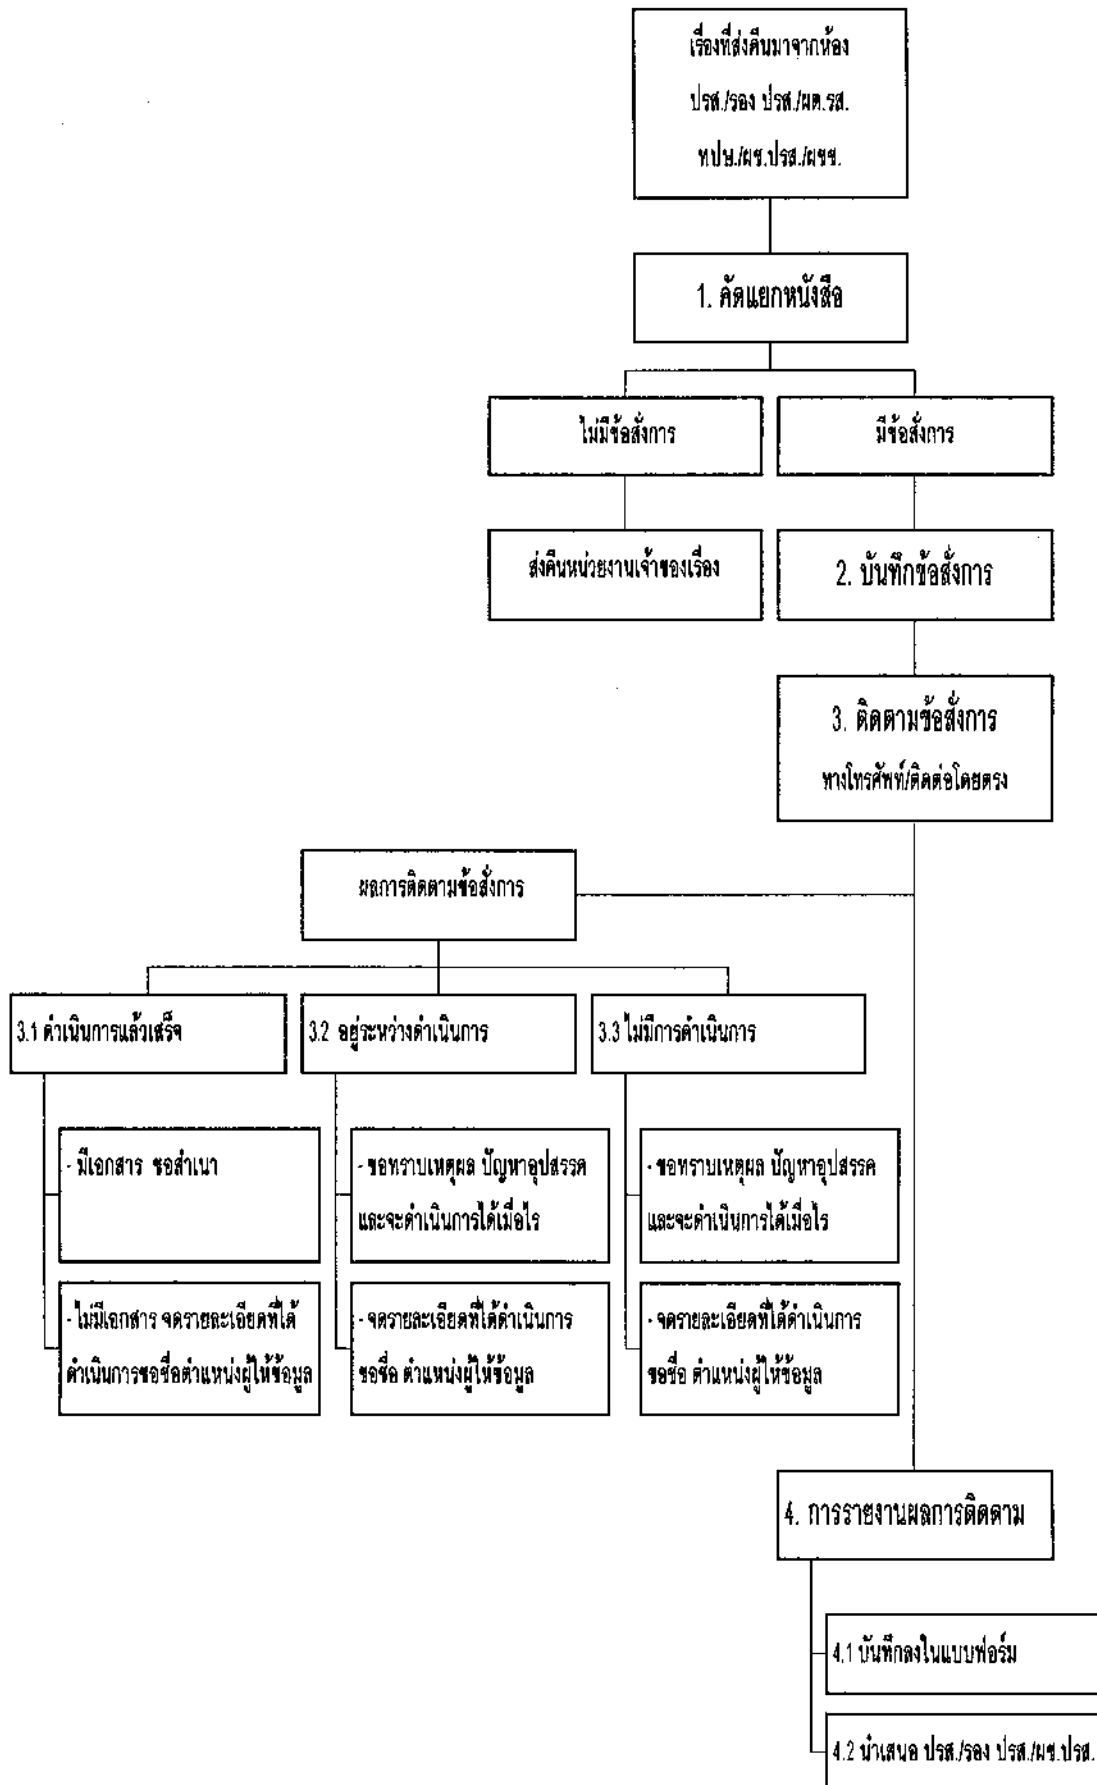 เรื่องที่ส่งคืนมาจากห้อง
ปรส./รอง ปรส./ผต.รส.
ทปษ./ผช.ปรส./ผชช.
1. คัดแยกหนังสือ
ไม่มีข้อสั่งการ
มีข้อสั่งการ
ส่งคืนหน่วยงานเจ้าของเรื่อง
2. บันทึกข้อสั่งการ
3. ติดตามข้อสั่งการ
ทางโทรศัพท์/ติดต่อโดยตรง
ผลการติดตามข้อสั่งการ
3.1 ดำเนินการแล้วเสร็จ
3.2 อยู่ระหว่างดำเนินการ
3.3 ไม่มีการดำเนินการ
- มีเอกสาร ขอสำเนา
- ขอทราบเหตุผล ปัญหาอุปสรรค
และจะดำเนินการได้เมื่อไร
- ขอทราบเหตุผล ปัญหาอุปสรรค
และจะดำเนินการได้เมื่อไร
- ไม่มีเอกสาร จดรายละเอียดที่ได้
ดำเนินการขอชื่อตำแหน่งผู้ให้ข้อมูล
- จดรายละเอียดที่ได้ดำเนินการ
ขอชื่อ ตำแหน่งผู้ให้ข้อมูล
- จดรายละเอียดที่ได้ดำเนินการ
ขอชื่อ ตำแหน่งผู้ให้ข้อมูล
4. การรายงานผลการติดตาม
4.1 บันทึกลงในแบบฟอร์ม
4.2 นำเสนอ ปรส./รอง ปรส./ผช.ปรส.